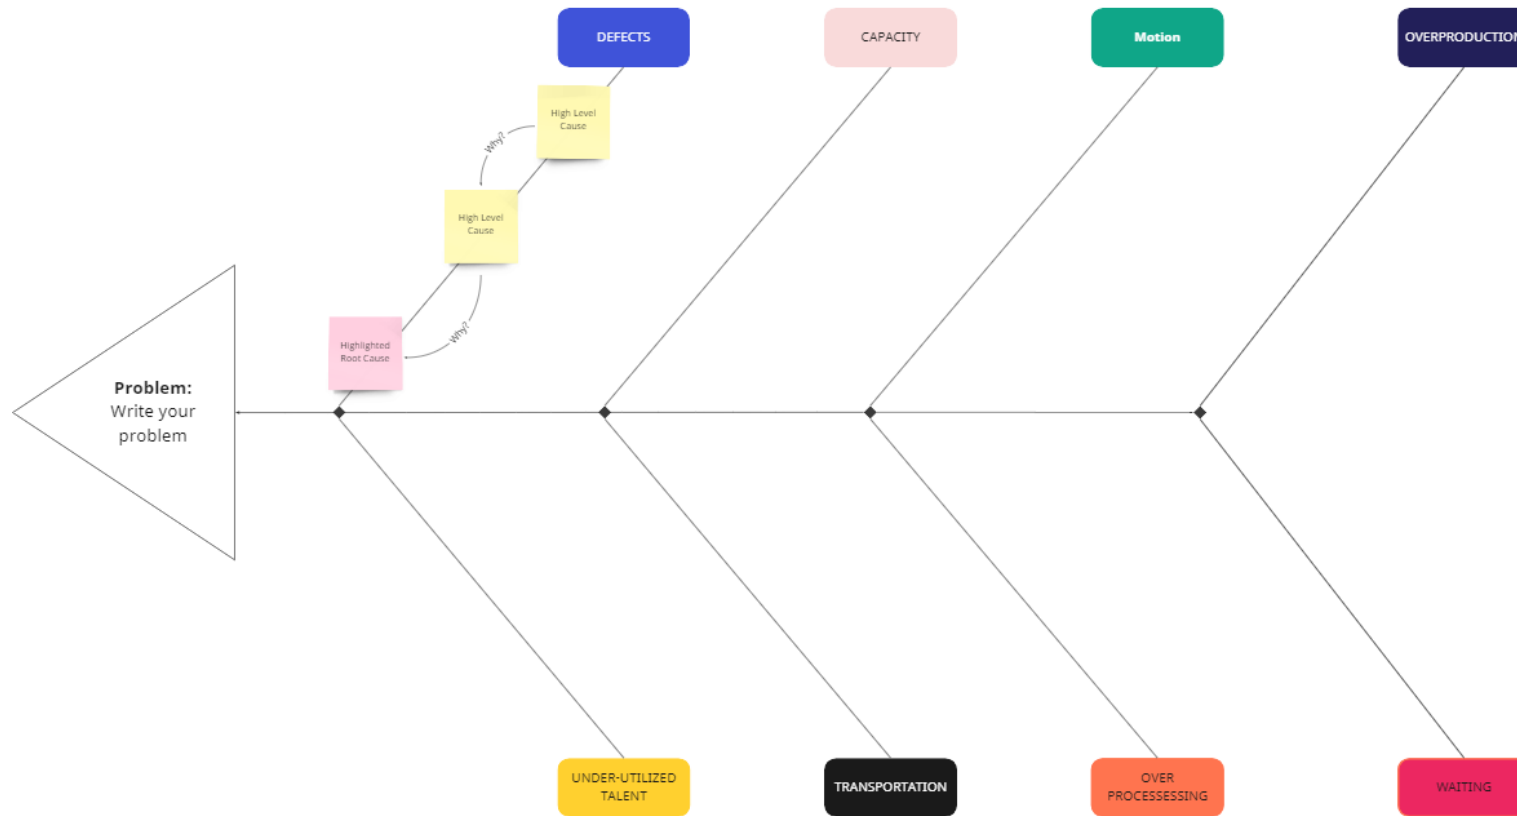 DEFECTS
CAPACITY
Motion
OVERPRODUCTION
High Level
Cause
Why?
High Level
Cause
Why?
Highlighted
Root Cause
Problem:
Write your
problem
UNDER-UTILIZED
TALENT
TRANSPORTATION
OVER
PROCESSESSING
WAITING